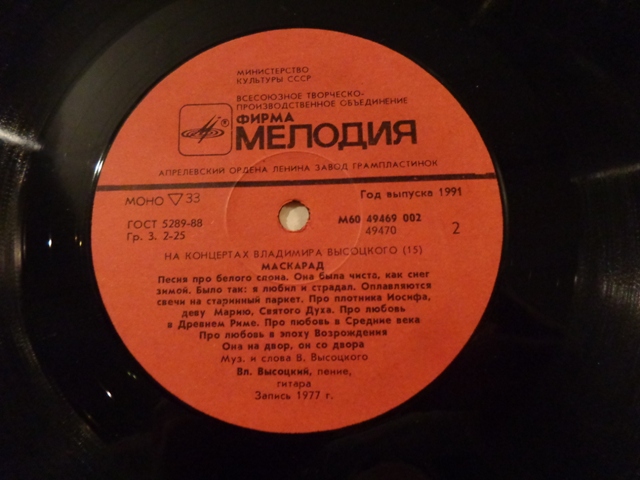 МИНИСТЕРСТВО
КУЛЬТУРЫ СССР
ВСЕСОЮЗНОЕ ТВОРЧЕСКО-
ПРОИЗВОДСТВЕННОЕ ОБЪЕДИНЕНИЕ
ФИРМА
МЕЛОДИЯ
АПРЕЛЕВСКИЙ ОРДЕНА ЛЕНИНА ЗАВОД ГРАМПЛАСТИНОК
МОНО ▽33 Год выпуска 1991
ГОСТ 5289-88 М60 49469 002
Гр. 3. 2-25 49470 2
НА КОНЦЕРТАХ ВЛАДИМИРА ВЫСОЦКОГО (15)
МАСКАРАД
Песня про белого слона. Она была чиста, как снег
зимой. Было так: я любил и страдал. Оплавляются
свечи на старинный паркет. Про плотника Иосифа,
деву Марию, Святого Духа. Про любовь
в Древнем Риме. Про любовь в Средние века
Про любовь в эпоху Возрождения
Она на двор, он со двора
Муз. и слова В. Высоцкого
Вл. Высоцкий, пение,
гитара
Запись 1977 г.